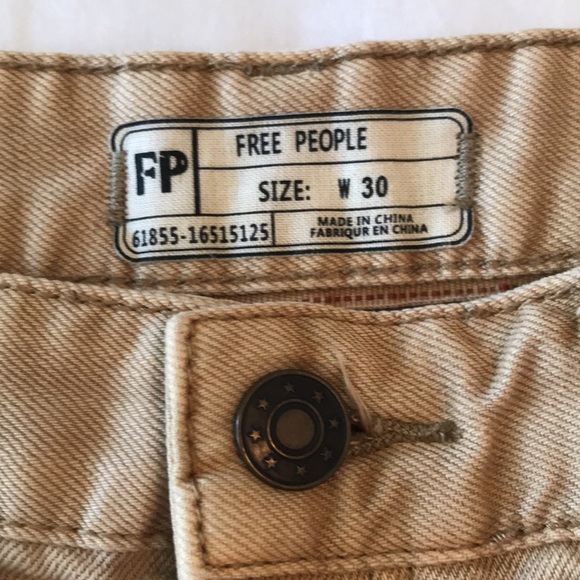 FP
FREE PEOPLE
SIZE: W 30
61855-16515125
MADE IN CHINA
FABRIQUR EN CHINA